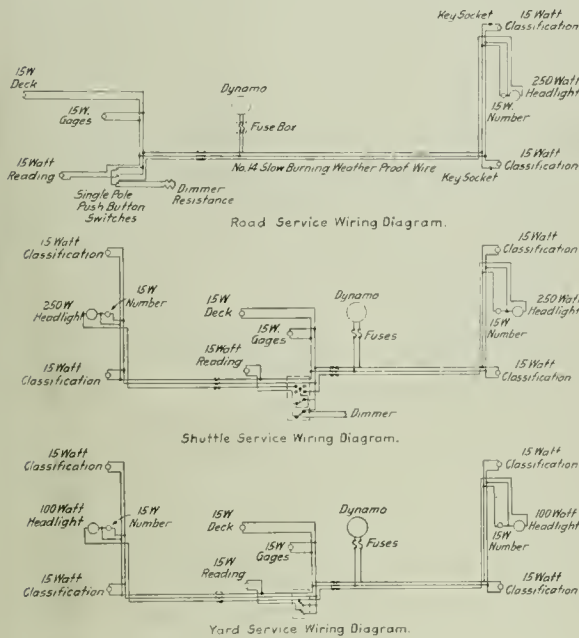 Key Socket
15 Watt
Classification
15W
Deck
Dynamo
15W.
Gages
250 Watt
Headlight
15W.
Number
Fuse Box
15Watt
Reading
No.14 Slow Burning Weather Proof Wire
15 Watt
Classification
Key Socket
Single Pole
Push Button
Switches
Dimmer
Resistance
Road Service Wiring Diagram.
15 Watt
Classification
15 Watt
Classification
250W
Headlight
15W
Number
15W
Deck
Dynamo
250 Watt
Headlight
15W.
Gages
Fuses
15W
Number
15Watt
Reading
15 Watt
Classification
15 Watt
Classification
Dimmer
Shuttle Service Wiring Diagram.
15 Watt
Classification
15 Watt
Classification
100 Watt
Headlight
15W
Number
15W
Deck
Dynamo
100 Watt
Headlight
15W
Gages
Fuses
15W
Number
15W
Reading
15 Watt
Classification
15 Watt
Classification
Yard Service Wiring Diagram.